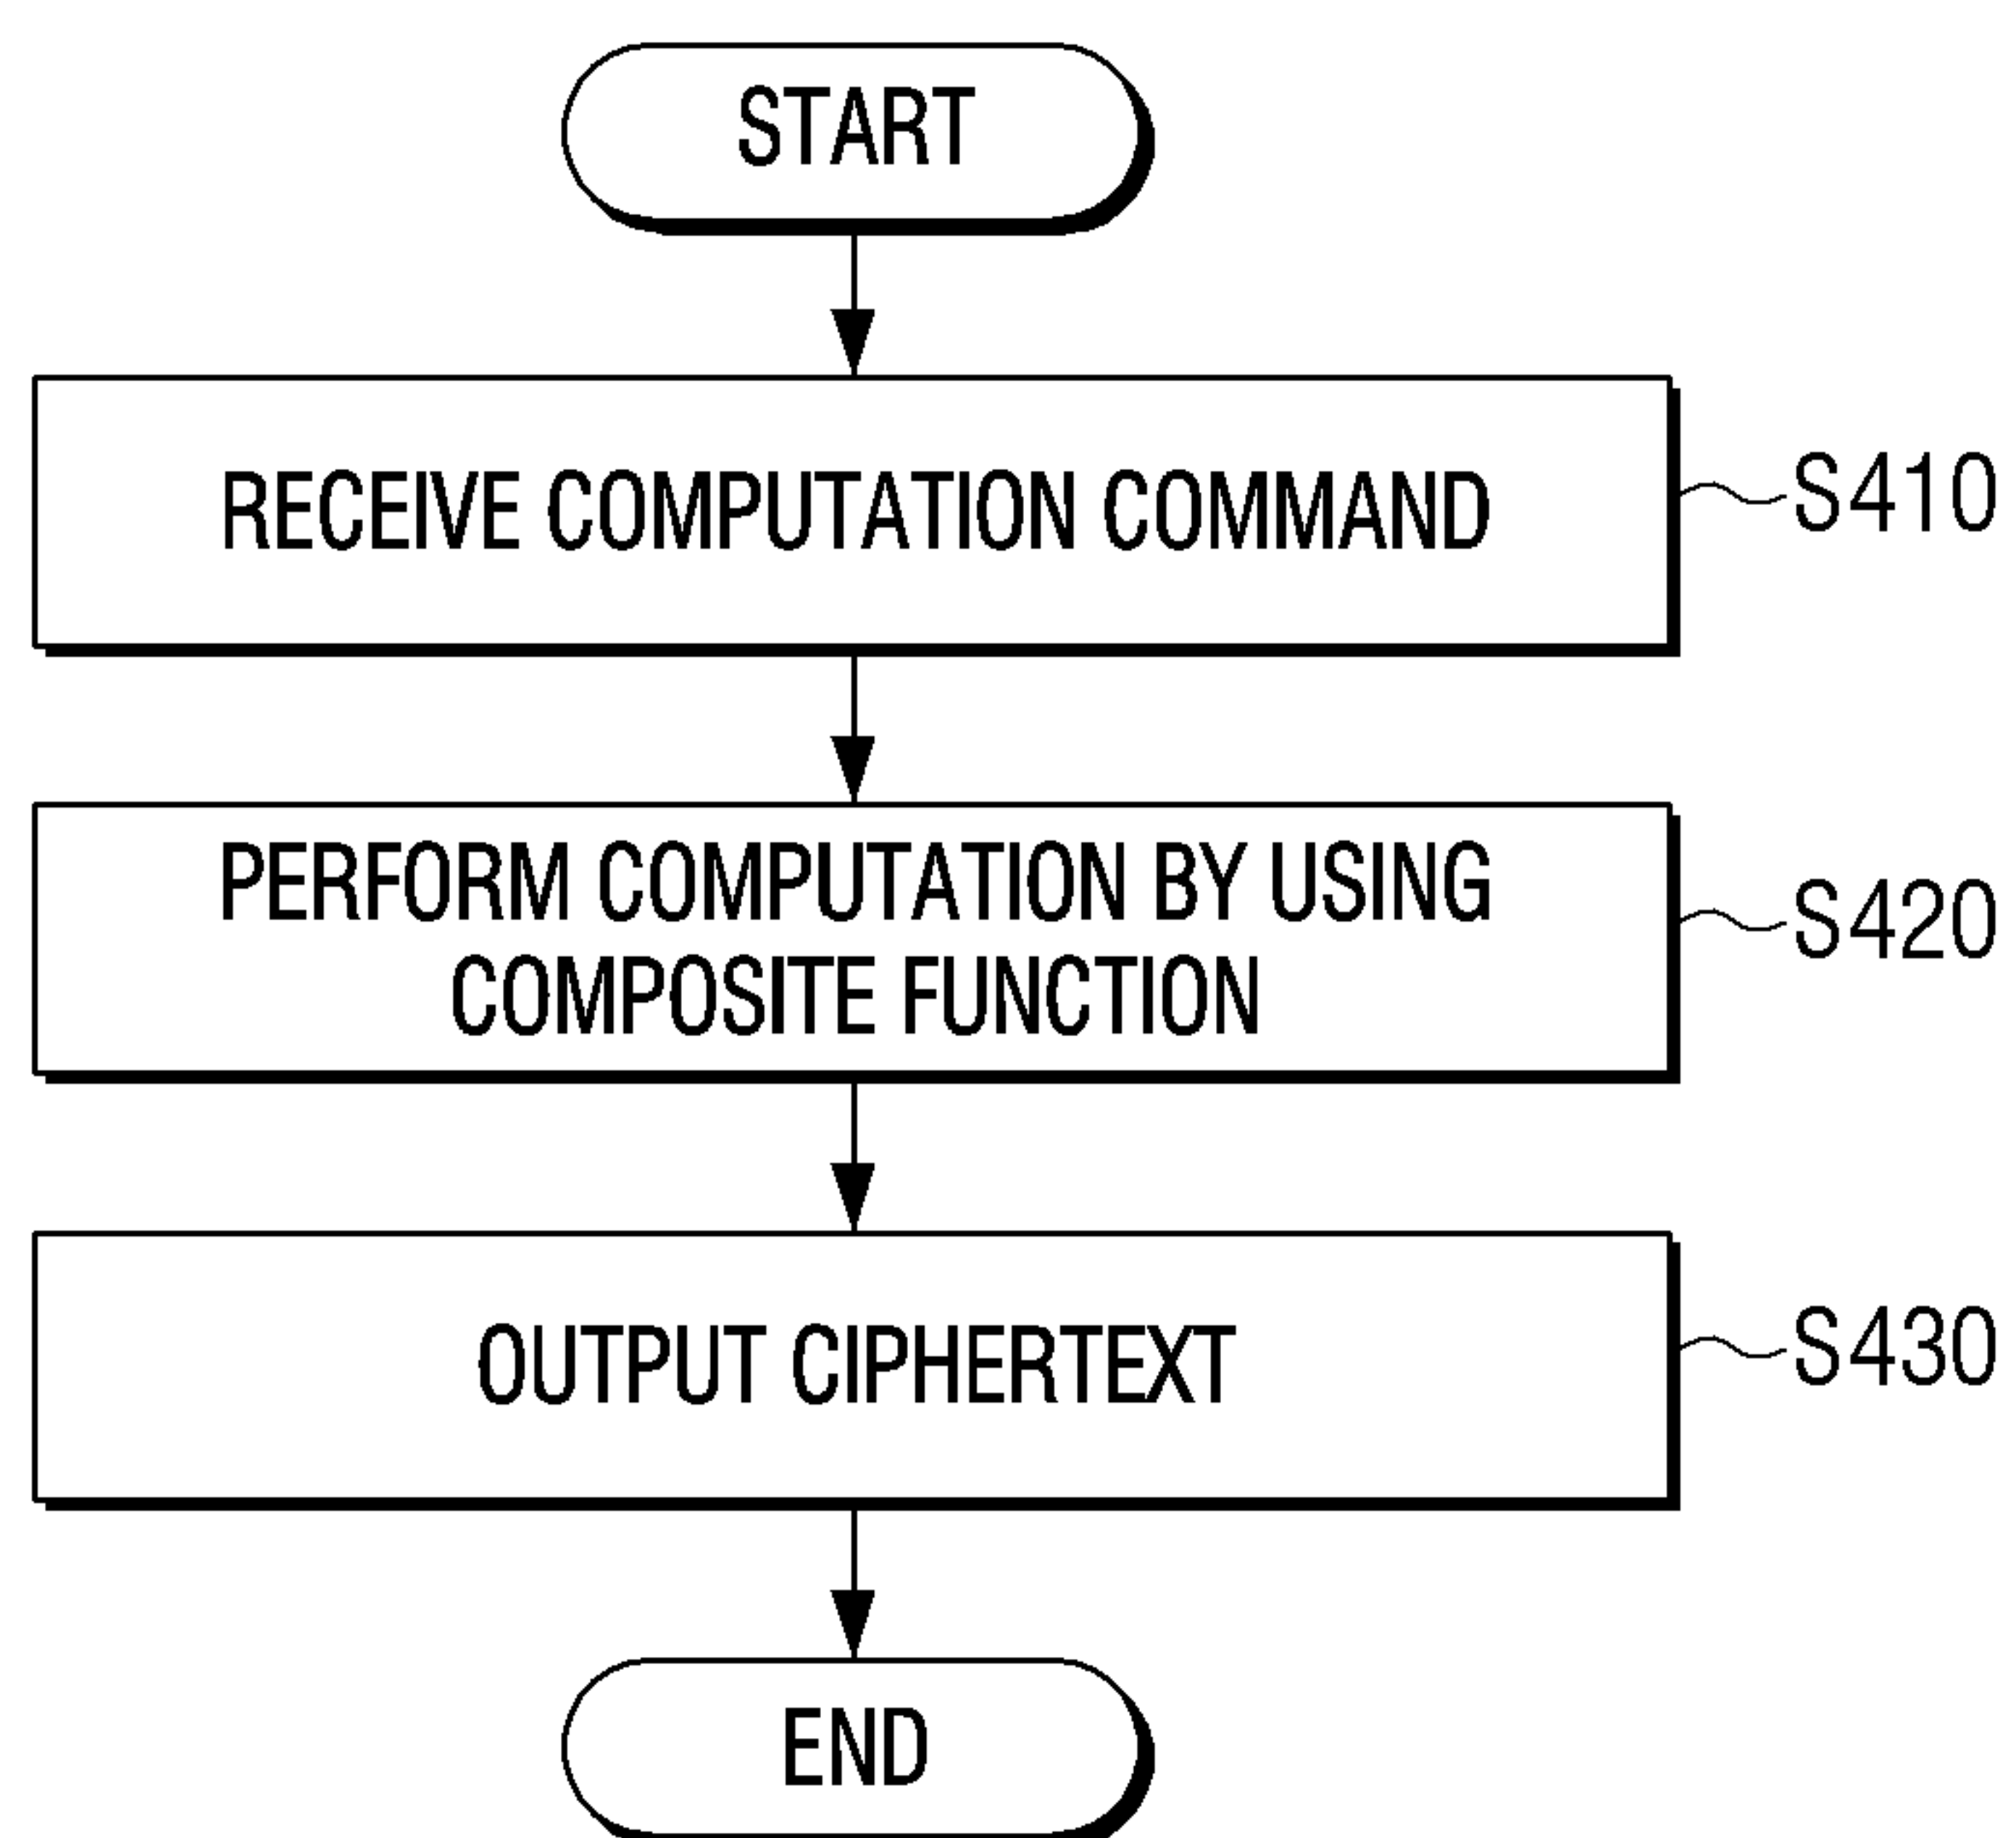 START
RECEIVE COMPUTATION COMMAND
S410
PERFORM COMPUTATION BY USING
COMPOSITE FUNCTION
S420
OUTPUT CIPHERTEXT
S430
END